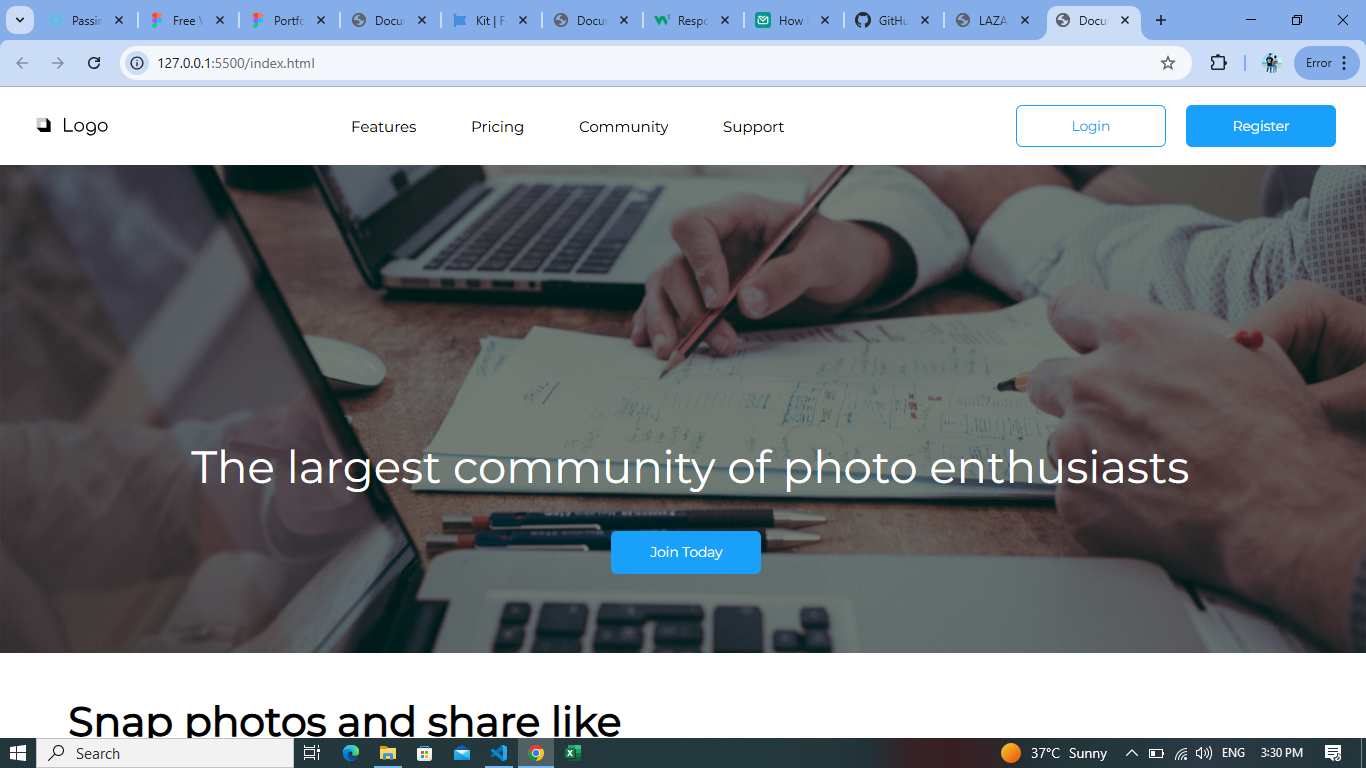 Passin
Free
Portfo
Docu
Kit | F
Docu
Respo
How
GitHu
LAZA
Docu
127.0.0.1:5500/index.html
Error
Logo
Features
Pricing
Community
Support
Login
Register
The largest community of photo enthusiasts
Join Today
Snap photos and share like
Search
37°C Sunny
ENG
3:30 PM